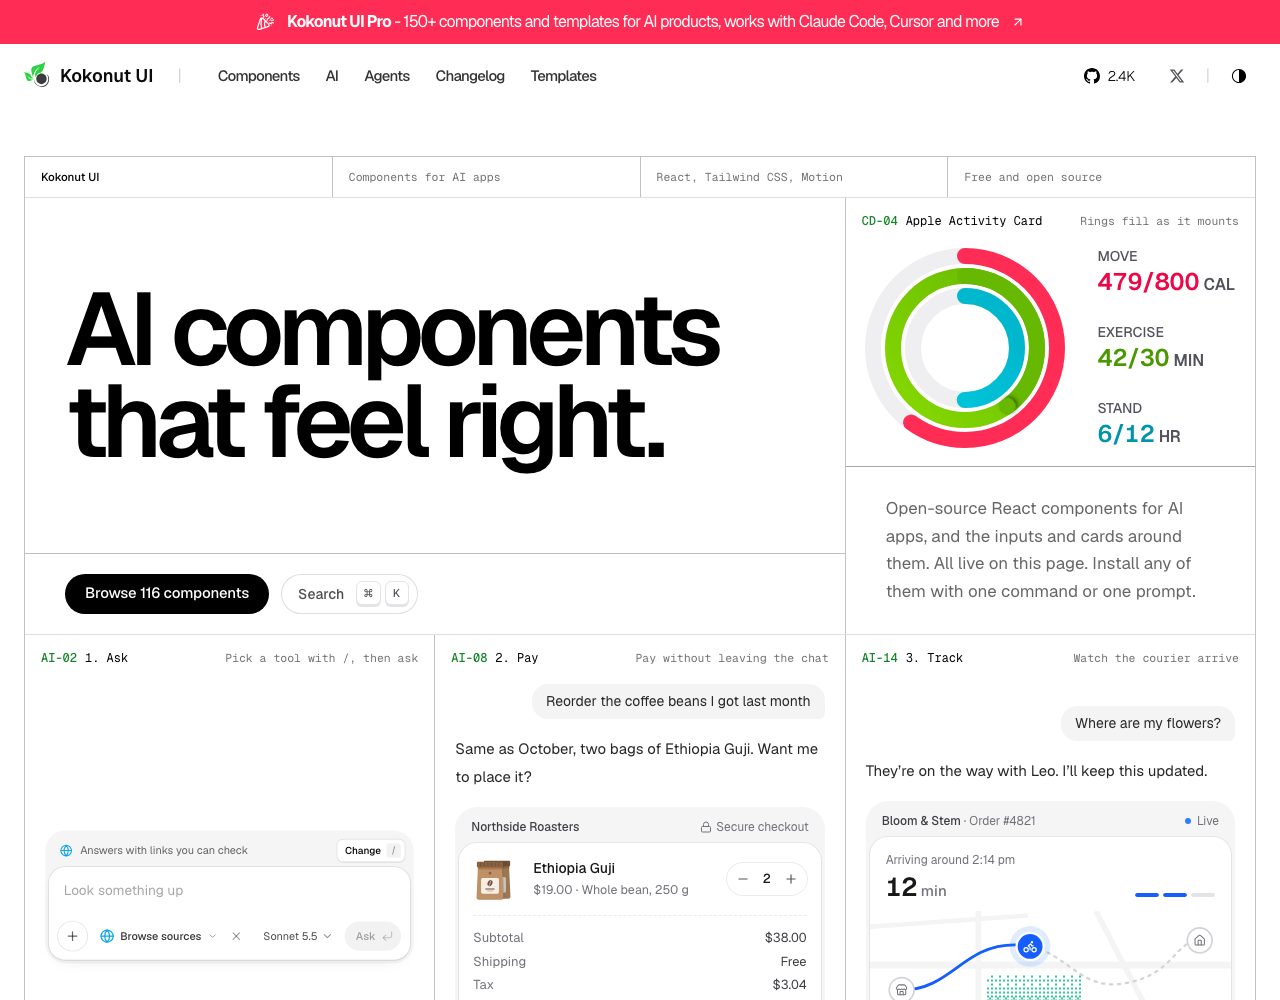 Kokonut UI Pro - 150+ components and templates for AI products, works with Claude Code, Cursor and more
Kokonut UI
Components
AI
Agents
Changelog
Templates
2.4K
Kokonut UI
Components for AI apps
React, Tailwind CSS, Motion
Free and open source
AI components
that feel right.
CD-04 Apple Activity Card
Rings fill as it mounts
MOVE
479/800 CAL
EXERCISE
42/30 MIN
STAND
6/12 HR
Open-source React components for AI
apps, and the inputs and cards around
them. All live on this page. Install any of
them with one command or one prompt.
Browse 116 components
Search ⌘ K
AI-02 1. Ask
Pick a tool with /, then ask
Answers with links you can check
Change /
Look something up
Browse sources
Sonnet 5.5
Ask
AI-08 2. Pay
Pay without leaving the chat
Reorder the coffee beans I got last month
Same as October, two bags of Ethiopia Guji. Want me
to place it?
Northside Roasters
Secure checkout
Ethiopia Guji
$19.00 · Whole bean, 250 g
2
Subtotal $38.00
Shipping Free
Tax $3.04
AI-14 3. Track
Watch the courier arrive
Where are my flowers?
They're on the way with Leo. I'll keep this updated.
Bloom & Stem · Order #4821
Live
Arriving around 2:14 pm
12 min